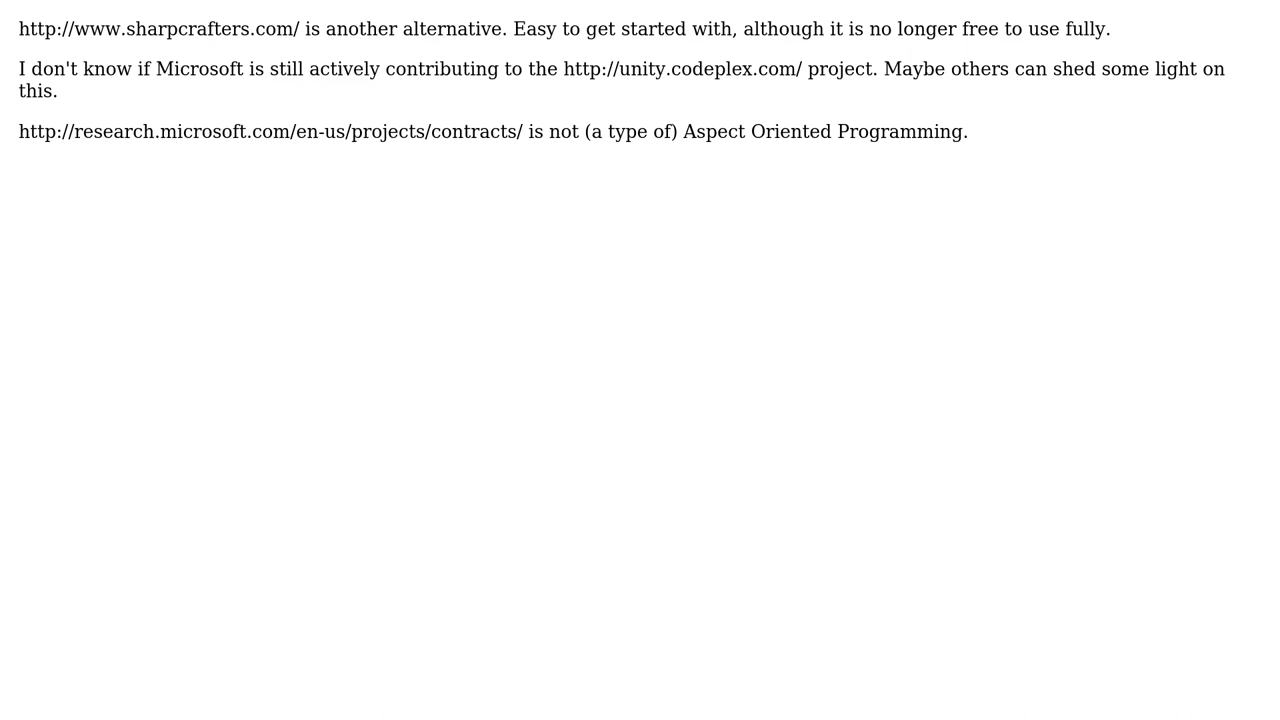 http://www.sharpcrafters.com/ is another alternative. Easy to get started with, although it is no longer free to use fully.
I don't know if Microsoft is still actively contributing to the http://unity.codeplex.com/ project. Maybe others can shed some light on
this.
http://research.microsoft.com/en-us/projects/contracts/ is not (a type of) Aspect Oriented Programming.